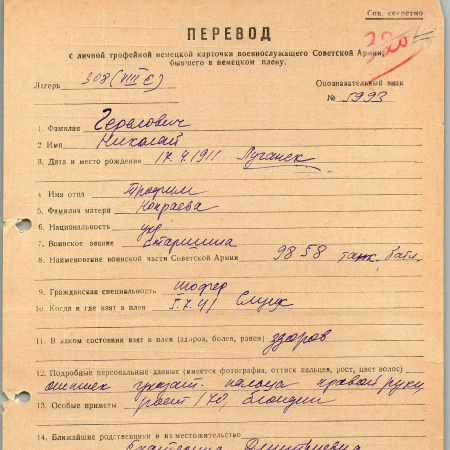 Сов. секретно
ПЕРЕВОД
с личной трофейной немецкой карточки военнослужащего Советской Армии,
бывшего в немецком плену.
Лагерь 308 (VIII E)
Опознавательный знак
№ 5993
1. Фамилия Герелович
2. Имя Николай
3. Дата и место рождения 17.4.1911 Луганск
4. Имя отца Трофим
5. Фамилия матери Копраева
6. Национальность укр
7. Воинское звание Старшина
8. Наименование воинской части Советской Армии 9858 танк. бат.
9. Гражданская специальность шофер
10. Когда и где взят в плен 1.7.41 Слуцк
11. В каком состоянии взят в плен (здоров, болен, ранен) здоров
12. Подробные персональные данные (имеется фотография, оттиск пальцев, рост, цвет волос)
оттиск указат. пальца правой руки
13. Особые приметы рост 170, блондин
14. Ближайшие родственники и их местожительство
Екатерина Дмитриевна